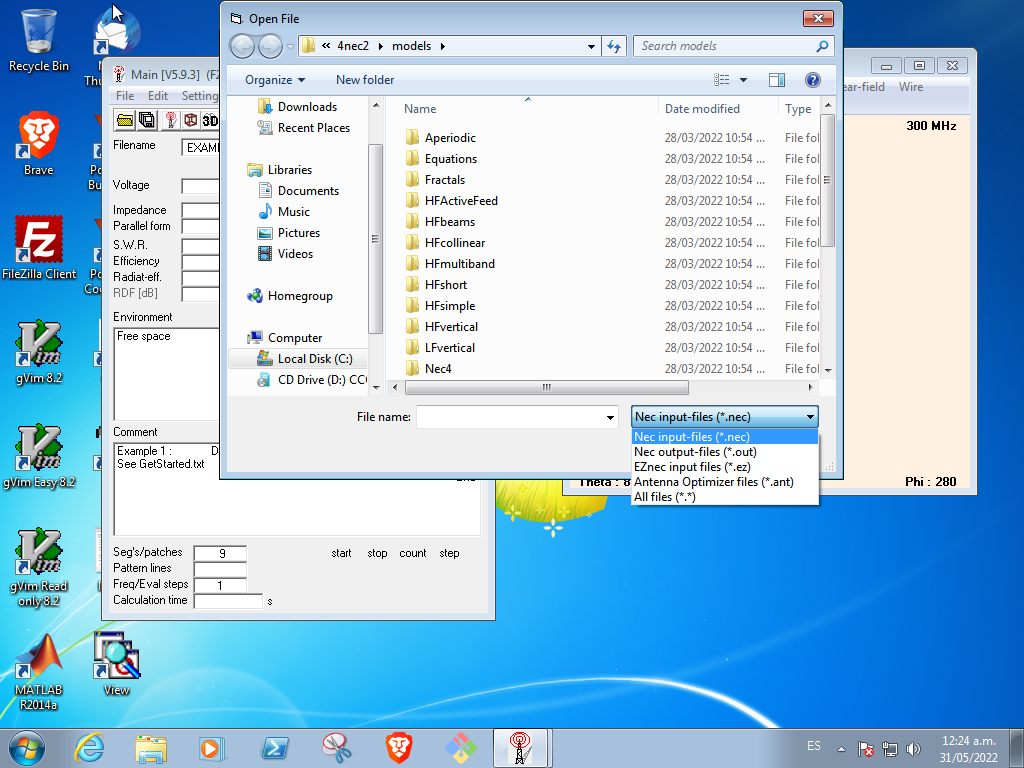 Open File
« 4nec2 models
Search models
Organize
New folder
Name
Date modified
Type
Downloads
Recent Places
Libraries
Documents
Music
Pictures
Videos
Homegroup
Computer
Local Disk (C:)
CD Drive (D:) CC
Aperiodic 28/03/2022 10:54 ... File fol
Equations 28/03/2022 10:54 ... File fol
Fractals 28/03/2022 10:54 ... File fol
HFActiveFeed 28/03/2022 10:54 ... File fol
HFbeams 28/03/2022 10:54 ... File fol
HFcollinear 28/03/2022 10:54 ... File fol
HFmultiband 28/03/2022 10:54 ... File fol
HFshort 28/03/2022 10:54 ... File fol
HFsimple 28/03/2022 10:54 ... File fol
HFvertical 28/03/2022 10:54 ... File fol
LFvertical 28/03/2022 10:54 ... File fol
Nec4 28/03/2022 10:54 ... File fol
File name:
Nec input-files (*.nec)
Nec input-files (*.nec)
Nec output-files (*.out)
EZnec input files (*.ez)
Antenna Optimizer files (*.ant)
All files (*.*)
Main [V5.9.3] (F2
File Edit Setting
3D
Filename EXAM
Voltage
Impedance
Parallel form
S.W.R.
Efficiency
Radiat-eff.
RDF [dB]
Environment
Free space
Comment
Example 1 : D
See GetStarted.txt
Seg's/patches 9
start stop count step
Pattern lines
Freq/Eval steps 1
Calculation time s
ear-field Wire
300 MHz
Theta : 8
Phi : 280
Recycle Bin
Brave
FileZilla Client
gVim 8.2
gVim Easy 8.2
gVim Read
only 8.2
MATLAB
R2014a
View
ES
12:24 a.m.
31/05/2022